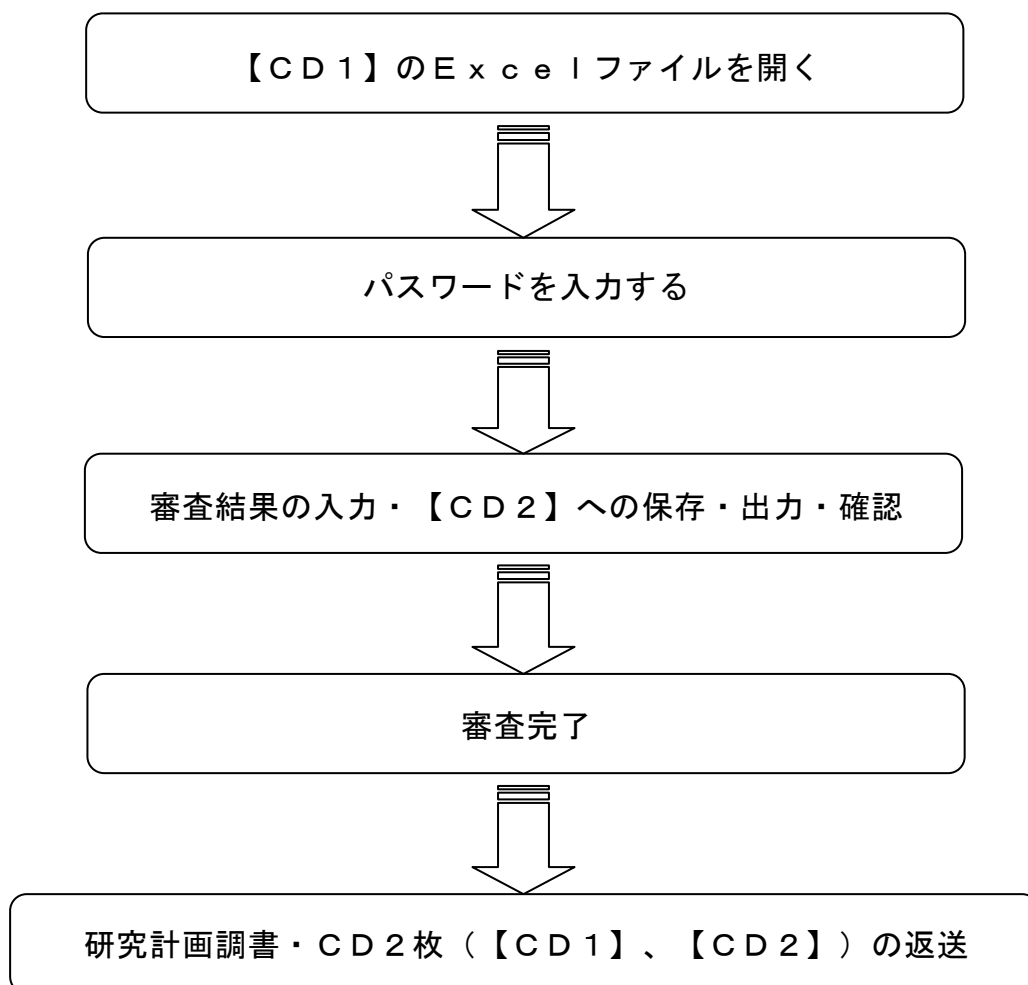 【ＣＤ１】のＥｘｃｅｌファイルを開く
パスワードを入力する
審査結果の入力・【ＣＤ２】への保存・出力・確認
審査完了
研究計画調書・ＣＤ２枚（【ＣＤ１】、【ＣＤ２】）の返送